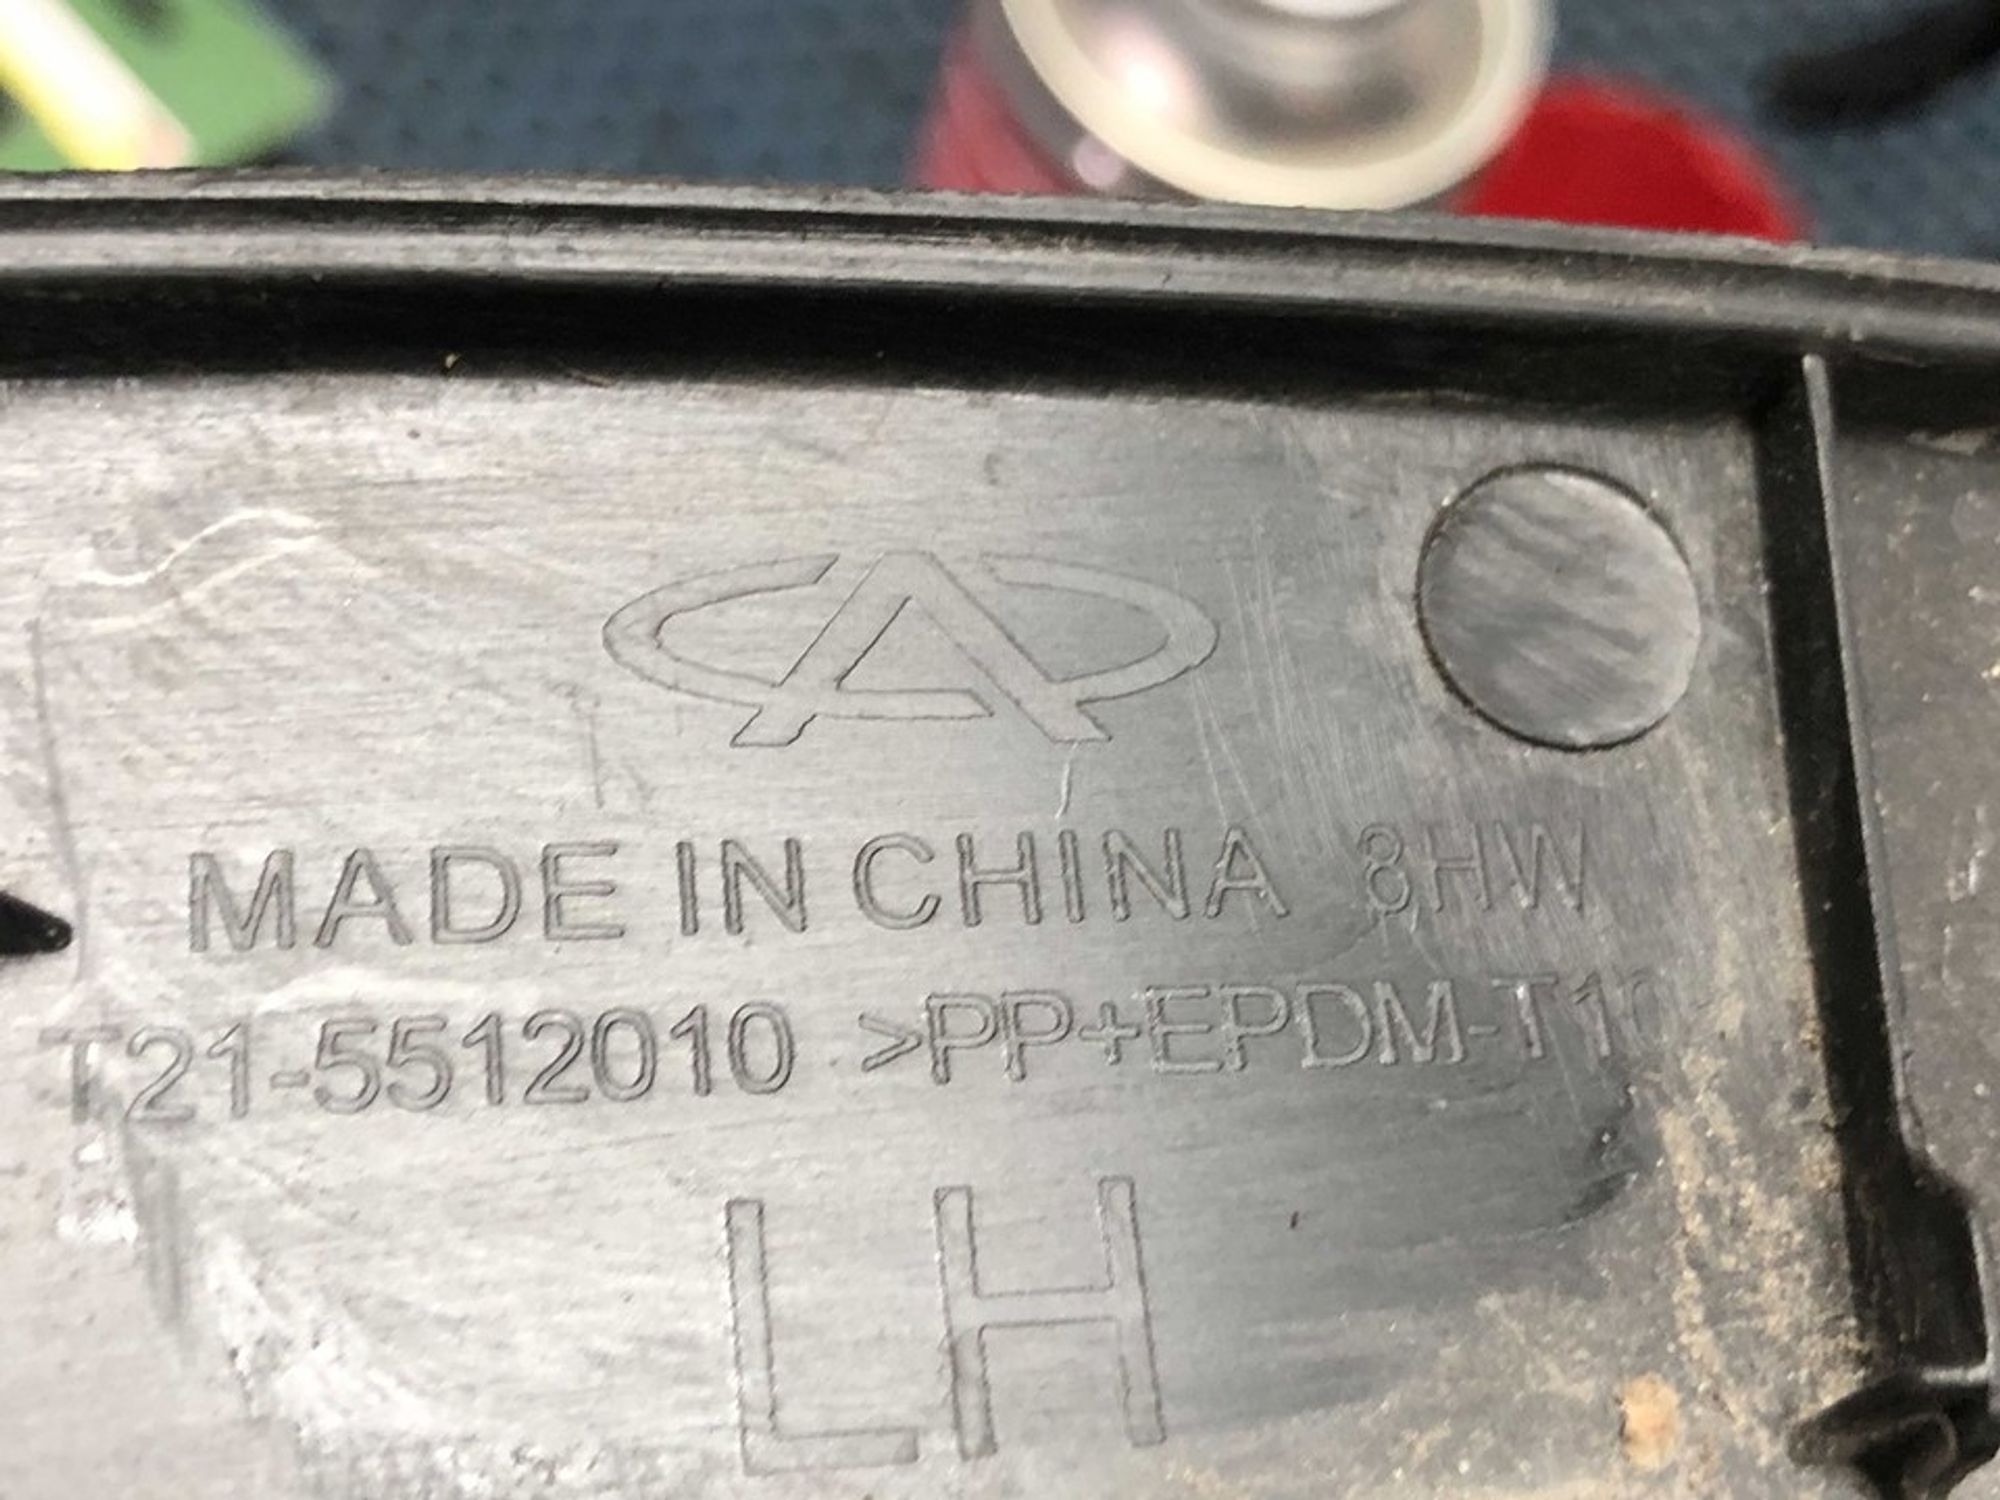 MADE IN CHINA 8HW
T21-5512010 >PP+EPDM-T10
LH